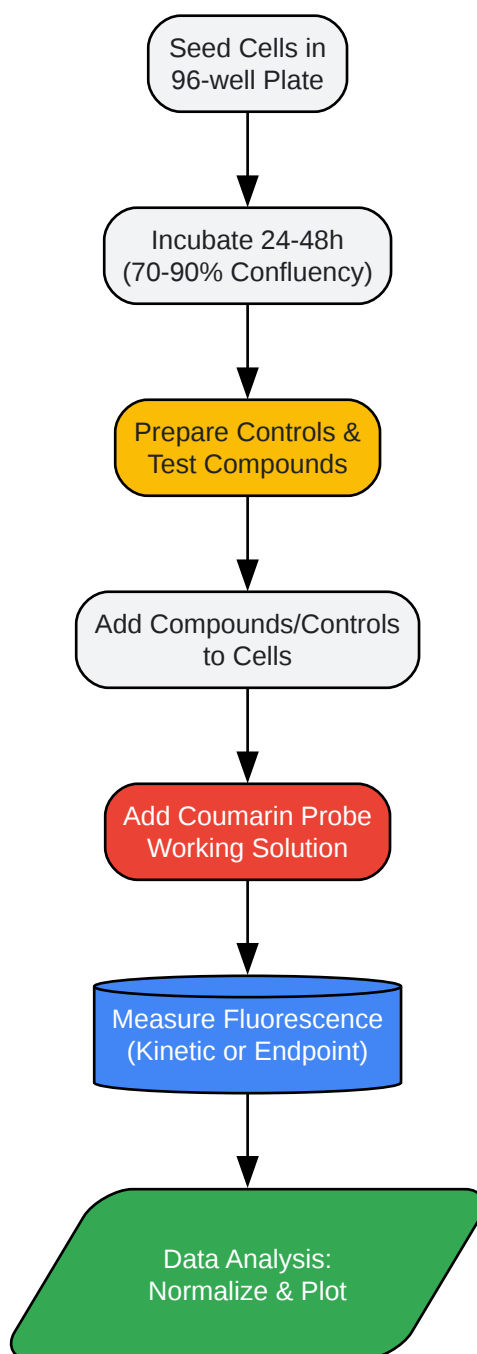 Seed Cells in
96-well Plate
Incubate 24-48h
(70-90% Confluency)
Prepare Controls &
Test Compounds
Add Compounds/Controls
to Cells
Add Coumarin Probe
Working Solution
Measure Fluorescence
(Kinetic or Endpoint)
Data Analysis:
Normalize & Plot